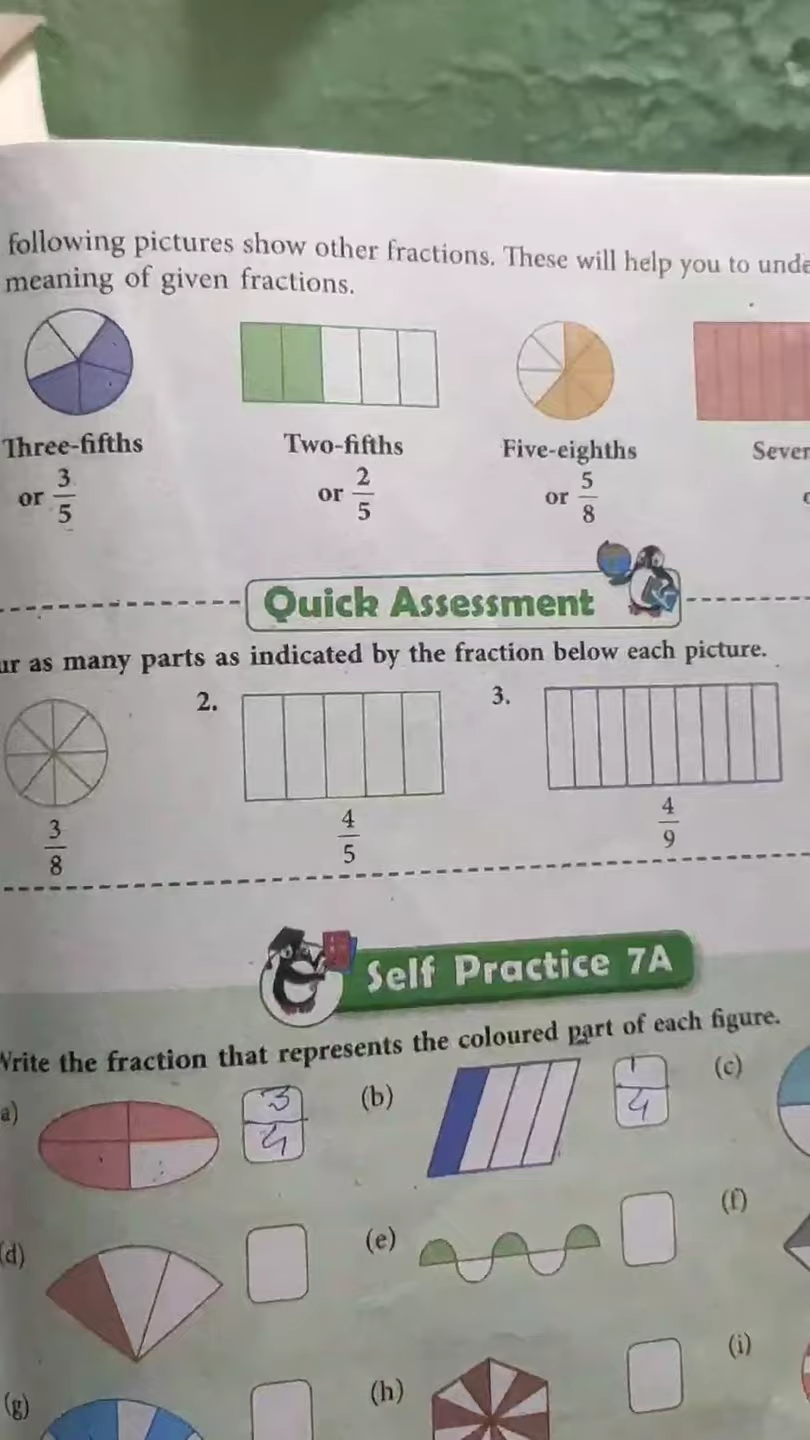 following pictures show other fractions. These will help you to unde
meaning of given fractions.
Three-fifths
or 3/5
Two-fifths
or 2/5
Five-eighths
or 5/8
Sever
Quick Assessment
ur as many parts as indicated by the fraction below each picture.
3/8
2.
4/5
3.
4/9
Self Practice 7A
Write the fraction that represents the coloured part of each figure.
a)
3/4
(b)
1/4
(c)
(d)
(e)
(f)
(g)
(h)
(i)